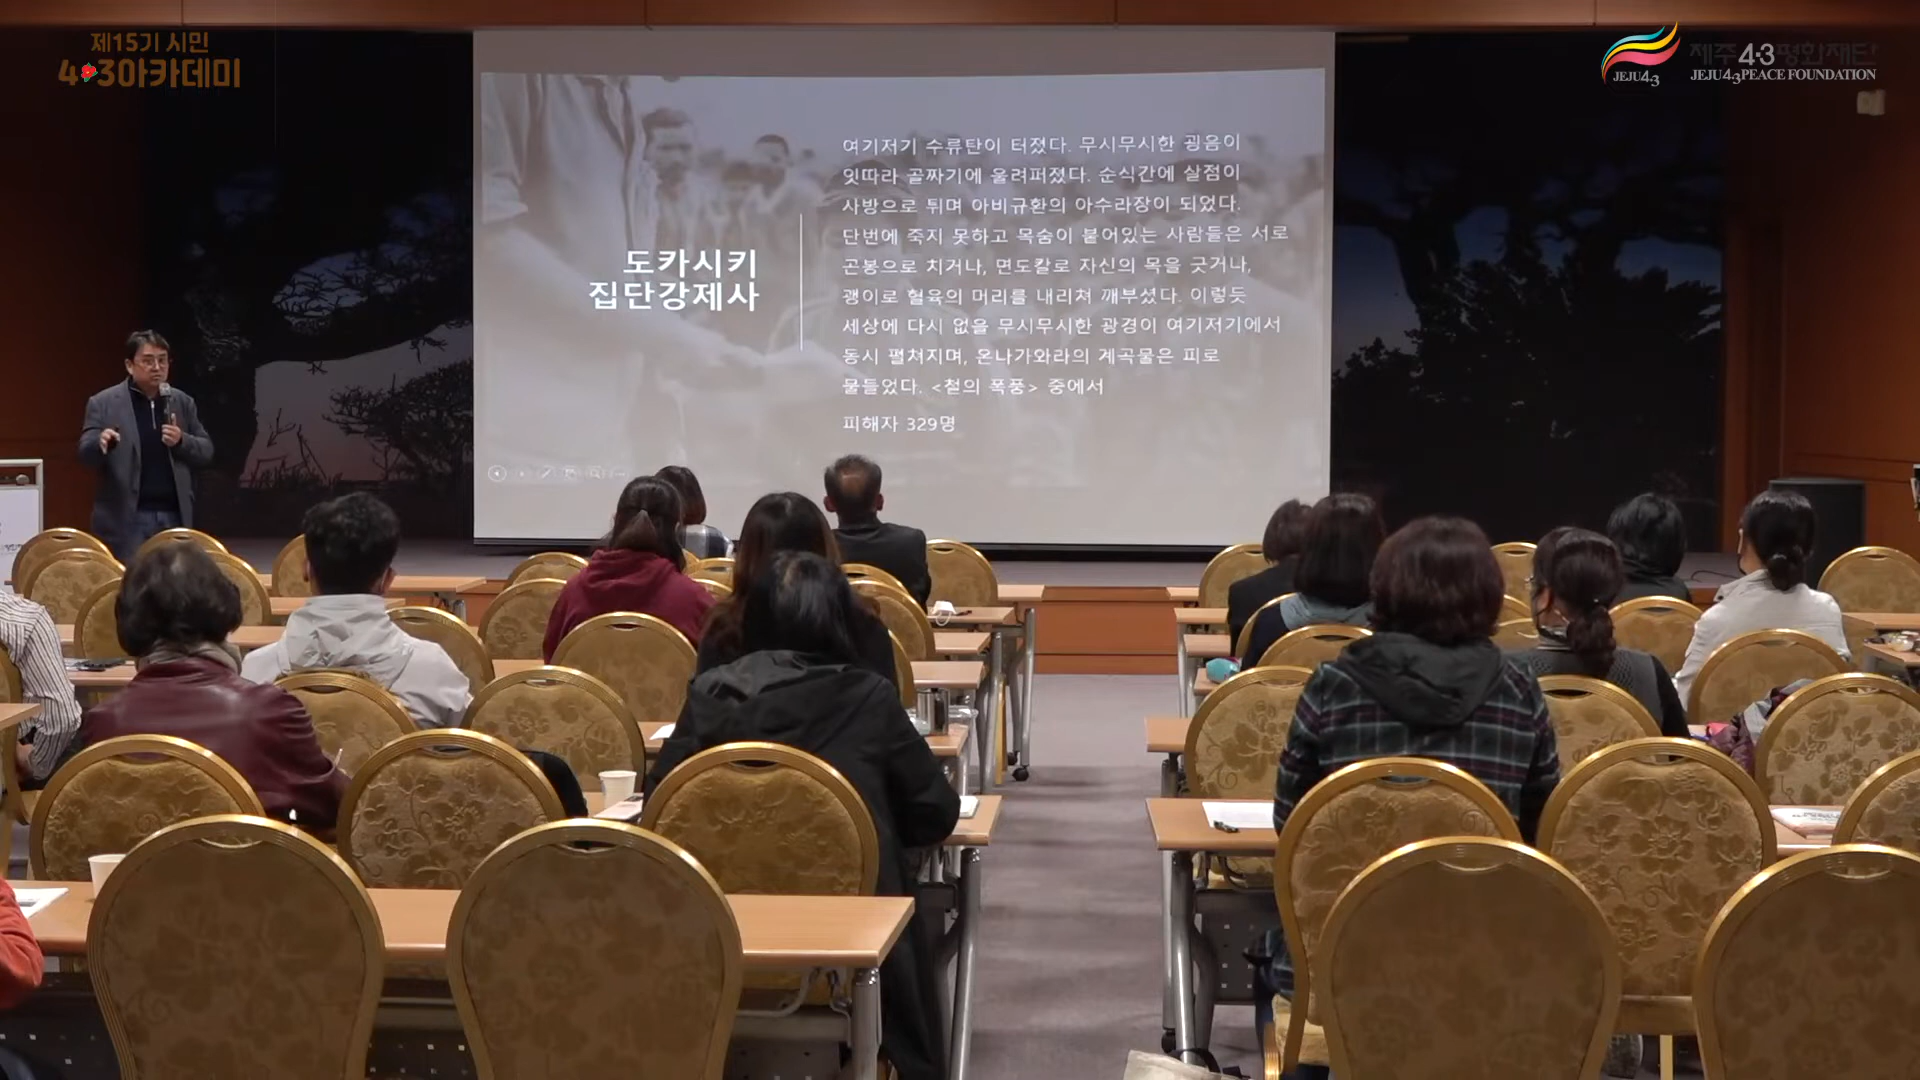 제15기 시민
4·3아카데미
JEJU4.3
제주4·3평화재단
JEJU4.3PEACE FOUNDATION
도카시키
집단강제사
여기저기 수류탄이 터졌다. 무시무시한 굉음이
잇따라 골짜기에 울려퍼졌다. 순식간에 살점이
사방으로 튀며 아비규환의 아수라장이 되었다.
단번에 죽지 못하고 목숨이 붙어있는 사람들은 서로
곤봉으로 치거나, 면도칼로 자신의 목을 긋거나,
괭이로 혈육의 머리를 내리쳐 깨부셨다. 이렇듯
세상에 다시 없을 무시무시한 광경이 여기저기에서
동시 펼쳐지며, 온나가와라의 계곡물은 피로
물들었다. <철의 폭풍> 중에서
피해자 329명